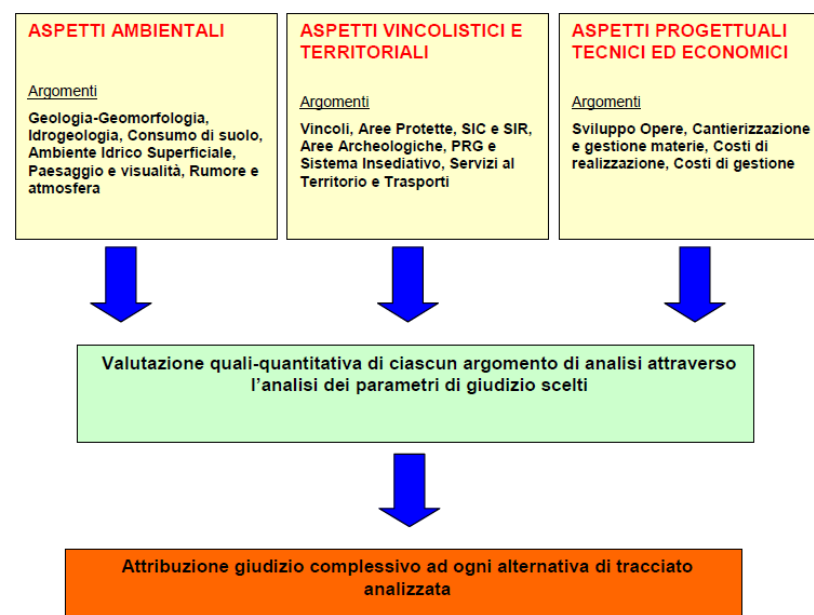 ASPETTI AMBIENTALI
Argomenti
Geologia-Geomorfologia,
Idrogeologia, Consumo di suolo,
Ambiente Idrico Superficiale,
Paesaggio e visualità, Rumore e
atmosfera
ASPETTI VINCOLISTICI E
TERRITORIALI
Argomenti
Vincoli, Aree Protette, SIC e SIR,
Aree Archeologiche, PRG e
Sistema Insediativo, Servizi al
Territorio e Trasporti
ASPETTI PROGETTUALI
TECNICI ED ECONOMICI
Argomenti
Sviluppo Opere, Cantierizzazione
e gestione materie, Costi di
realizzazione, Costi di gestione
Valutazione quali-quantitativa di ciascun argomento di analisi attraverso
l’analisi dei parametri di giudizio scelti
Attribuzione giudizio complessivo ad ogni alternativa di tracciato
analizzata